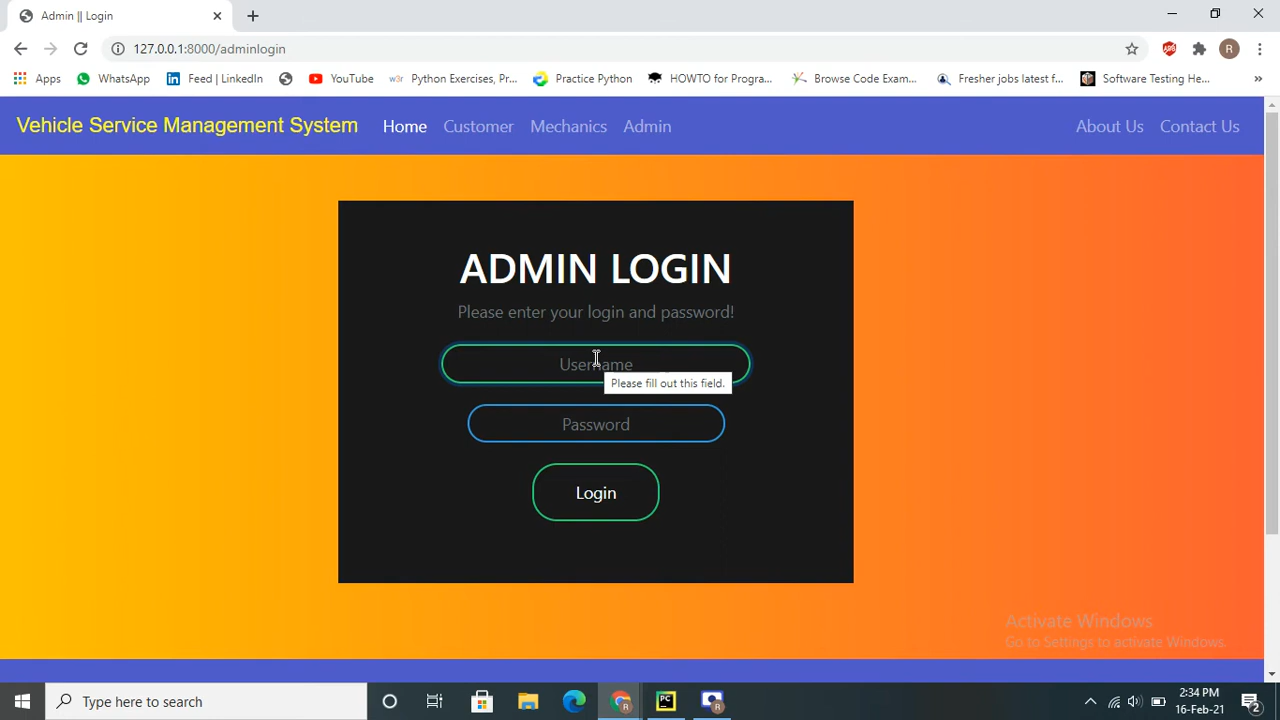 Admin || Login
127.0.0.1:8000/adminlogin
R
Apps
WhatsApp
Feed | LinkedIn
YouTube
w3r
Python Exercises, Pr...
Practice Python
HOWTO for Progra...
Browse Code Exam...
Fresher jobs latest f...
Software Testing He...
Vehicle Service Management System
Home
Customer
Mechanics
Admin
About Us
Contact Us
ADMIN LOGIN
Please enter your login and password!
Username
Please fill out this field.
Password
Login
Activate Windows
Go to Settings to activate Windows.
Type here to search
PC
2:34 PM
16-Feb-21
2